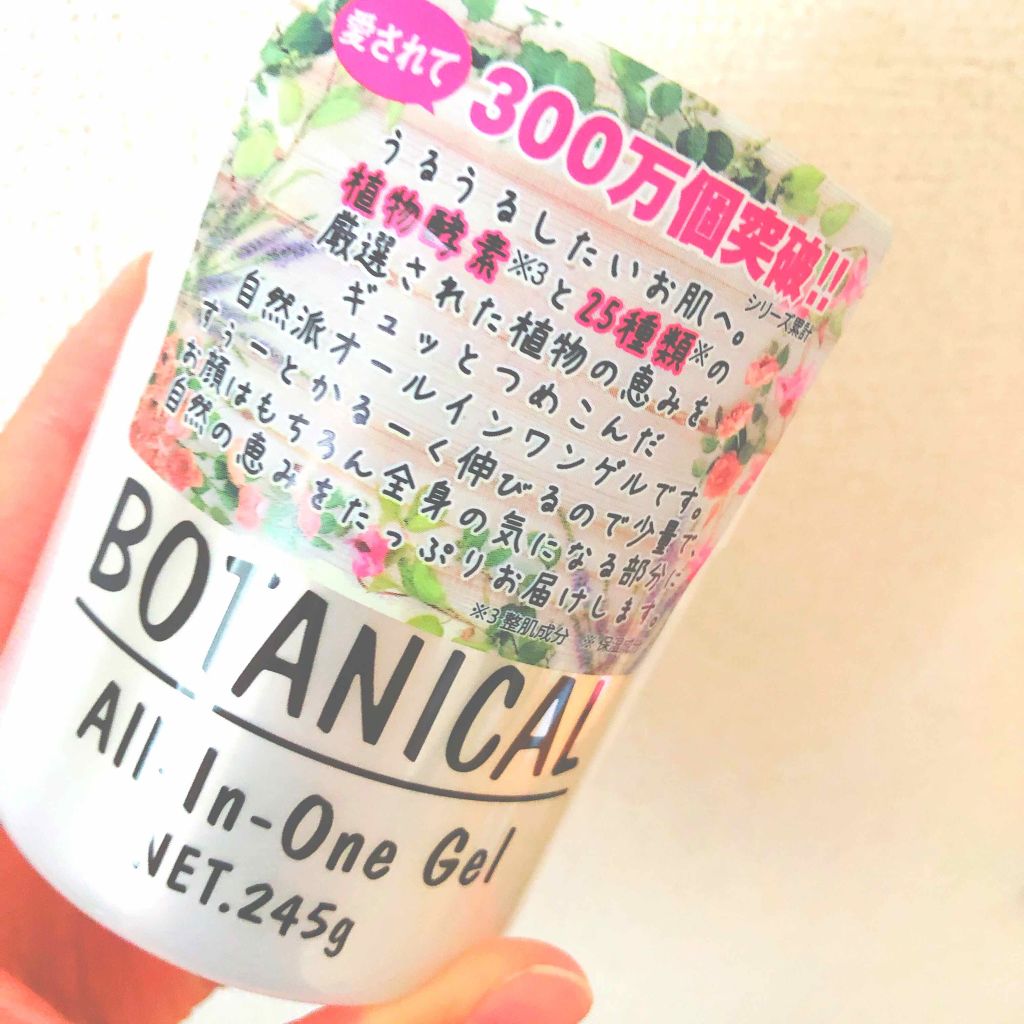 愛されて
300万個突破!!
シリーズ累計
うるうるしたいお肌へ。
植物酵素※3と25種類※の
厳選された植物の恵みを
ギュッとつめこんだ
自然派オールインワンゲルです。
すぅーとかるーく伸びるので少量で、
お顔はもちろん全身の気になる部分に
自然の恵みをたっぷりお届けします。
※3 整肌成分 ※保湿成分
BOTANICAL
All-In-One Gel
NET.245g